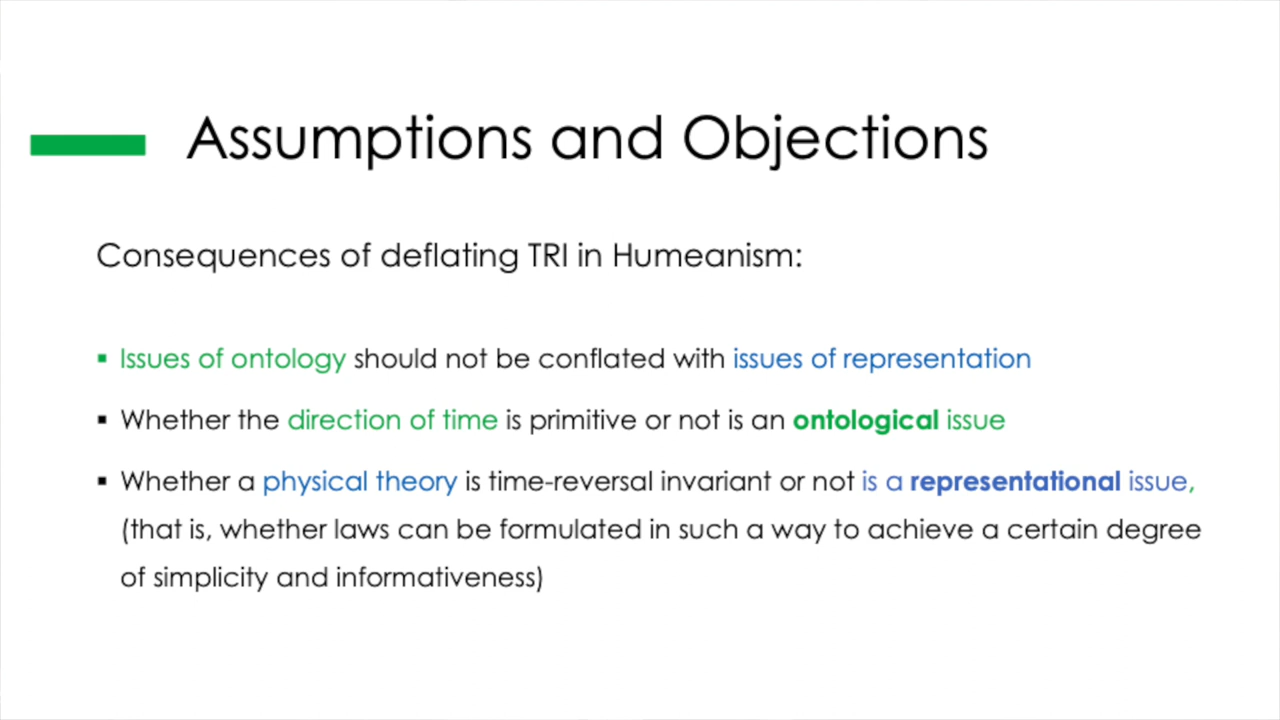 Assumptions and Objections
Consequences of deflating TRI in Humeanism:
▪ Issues of ontology should not be conflated with issues of representation
▪ Whether the direction of time is primitive or not is an ontological issue
▪ Whether a physical theory is time-reversal invariant or not is a representational issue,
(that is, whether laws can be formulated in such a way to achieve a certain degree
of simplicity and informativeness)